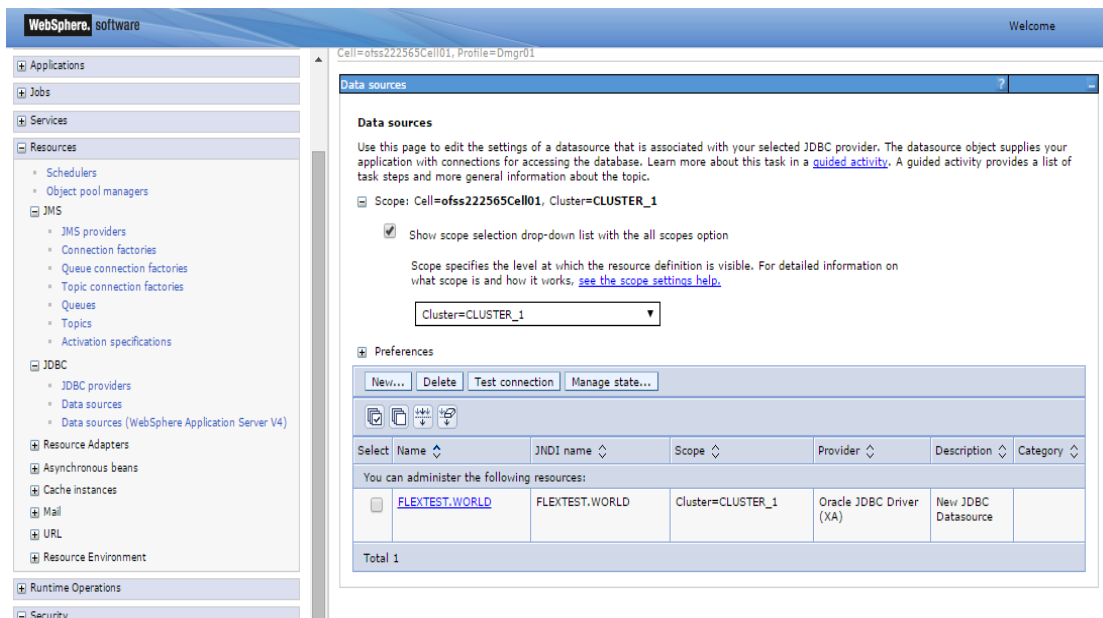 WebSphere. software
Welcome
Applications
Jobs
Services
Resources
Schedulers
Object pool managers
JMS
JMS providers
Connection factories
Queue connection factories
Topic connection factories
Queues
Topics
Activation specifications
JDBC
JDBC providers
Data sources
Data sources (WebSphere Application Server V4)
Resource Adapters
Asynchronous beans
Cache instances
Mail
URL
Resource Environment
Runtime Operations
Security
Cell=ofss222565Cell01, Profile=Dmgr01
Data sources
?
Data sources
Use this page to edit the settings of a datasource that is associated with your selected JDBC provider. The datasource object supplies your
application with connections for accessing the database. Learn more about this task in a guided activity. A guided activity provides a list of
task steps and more general information about the topic.
Scope: Cell=ofss222565Cell01, Cluster=CLUSTER_1
Show scope selection drop-down list with the all scopes option
Scope specifies the level at which the resource definition is visible. For detailed information on
what scope is and how it works, see the scope settings help.
Cluster=CLUSTER_1
Preferences
New... Delete Test connection Manage state...
Select Name JNDI name Scope Provider Description Category
You can administer the following resources:
FLEXTEST.WORLD FLEXTEST.WORLD Cluster=CLUSTER_1 Oracle JDBC Driver New JDBC
(XA) Datasource
Total 1